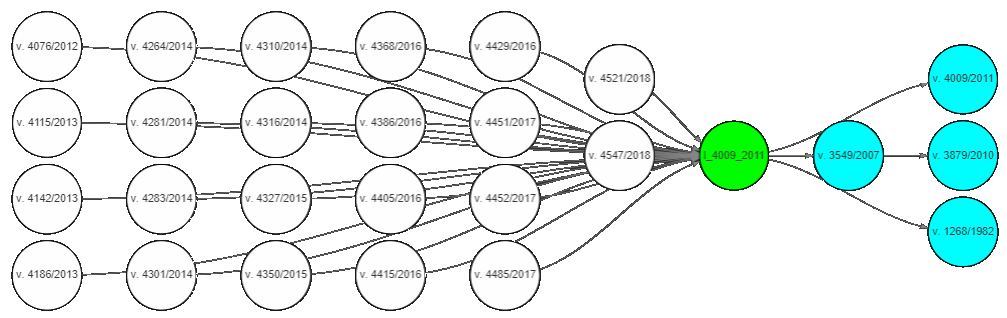 v. 4076/2012
v. 4264/2014
v. 4310/2014
v. 4368/2016
v. 4429/2016
v. 4521/2018
v. 4009/2011
v. 4115/2013
v. 4281/2014
v. 4316/2014
v. 4386/2016
v. 4451/2017
v. 4547/2018
l_4009_2011
v. 3549/2007
v. 3879/2010
v. 4142/2013
v. 4283/2014
v. 4327/2015
v. 4405/2016
v. 4452/2017
v. 1268/1982
v. 4186/2013
v. 4301/2014
v. 4350/2015
v. 4415/2016
v. 4485/2017